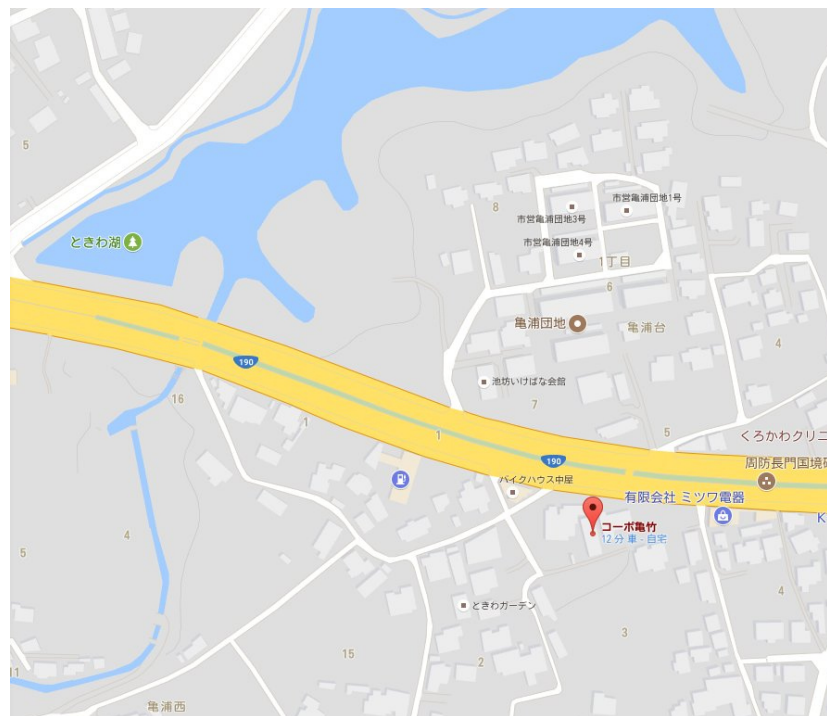 5
8
市営亀浦団地1号
市営亀浦団地3号
ときわ湖
市営亀浦団地4号
1丁目
6
亀浦団地
亀浦台
4
190
池坊いけばな会館
16
7
1
1
5
くろかわクリニ
190
周防長門国境
バイクハウス中屋
有限会社 ミツワ電器
K
コーポ亀竹
12 分 車 - 自宅
4
5
4
ときわガーデン
3
15
2
11
亀浦西